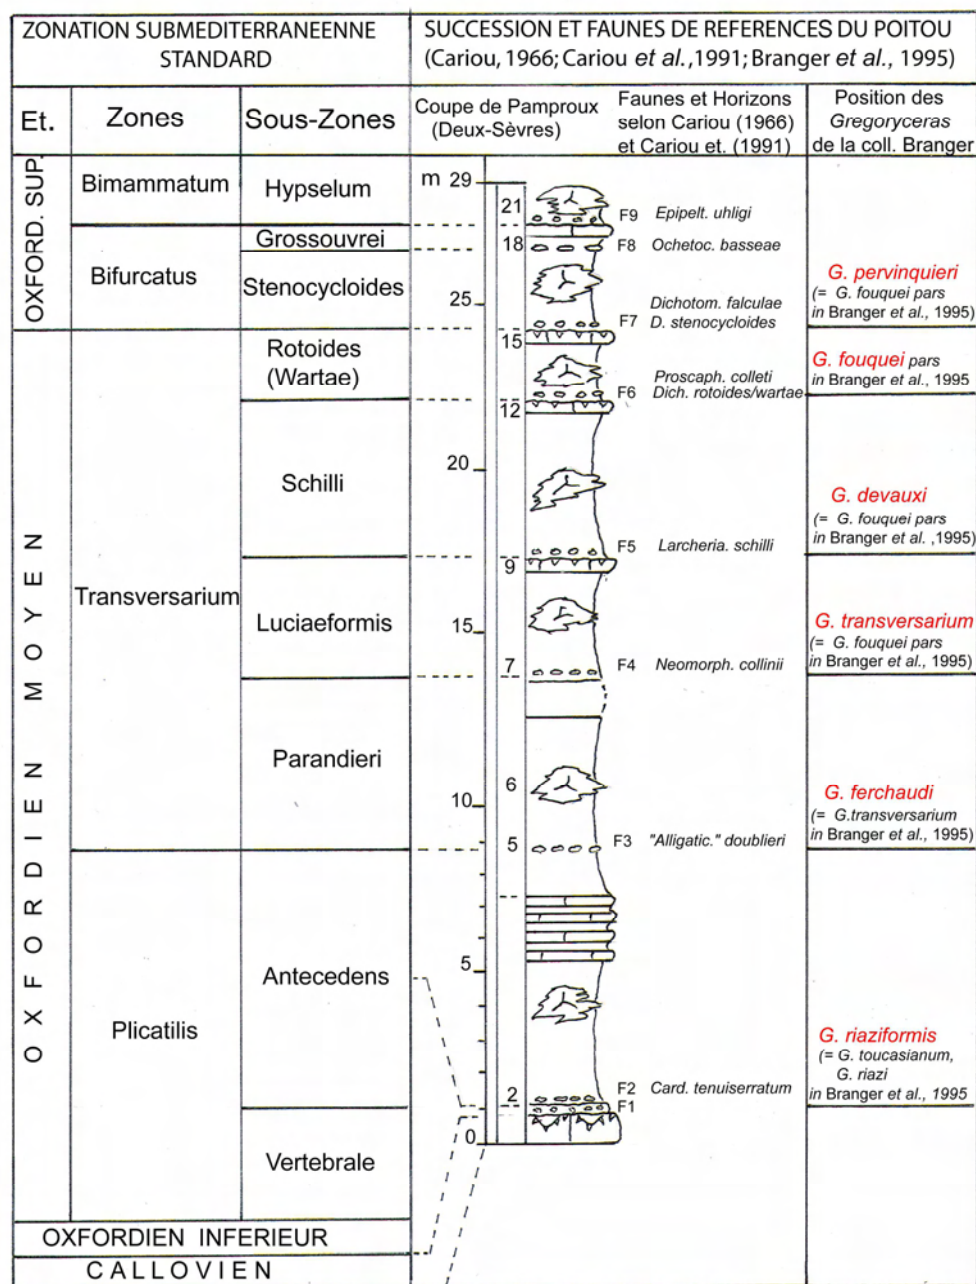 ZONATION SUBMEDITERRANEENNE
STANDARD
SUCCESSION ET FAUNES DE REFERENCES DU POITOU
(Cariou, 1966; Cariou et al.,1991; Branger et al., 1995)
Et.
Zones
Sous-Zones
Coupe de Pamproux
(Deux-Sèvres)
Faunes et Horizons
selon Cariou (1966)
et Cariou et. (1991)
Position des
Gregoryceras
de la coll. Branger
OXFORD. SUP.
Bimammatum
Hypselum
m 29
21
F9 Epipelt. uhligi
Bifurcatus
Grossouvrei
18
F8 Ochetoc. basseae
Stenocycloides
25
Dichotom. falculae
F7 D. stenocycloides
G. pervinquieri
(= G. fouquei pars
in Branger et al., 1995)
OXFORDIEN MOYEN
Transversarium
Rotoides
(Wartae)
15
Proscaph. colleti
F6 Dich. rotoides/wartae
G. fouquei pars
in Branger et al., 1995
12
Schilli
20
F5 Larcheria. schilli
G. devauxi
(= G. fouquei pars
in Branger et al. ,1995)
9
Luciaeformis
15
F4 Neomorph. collinii
G. transversarium
(= G. fouquei pars
in Branger et al., 1995)
7
Parandieri
6
10
F3 "Alligatic." doublieri
G. ferchaudi
(= G.transversarium
in Branger et al., 1995)
5
Plicatilis
Antecedens
5
F2 Card. tenuiserratum
F1
G. riaziformis
(= G. toucasianum,
G. riazi
in Branger et al., 1995
2
0
Vertebrale
OXFORDIEN INFERIEUR
CALLOVIEN